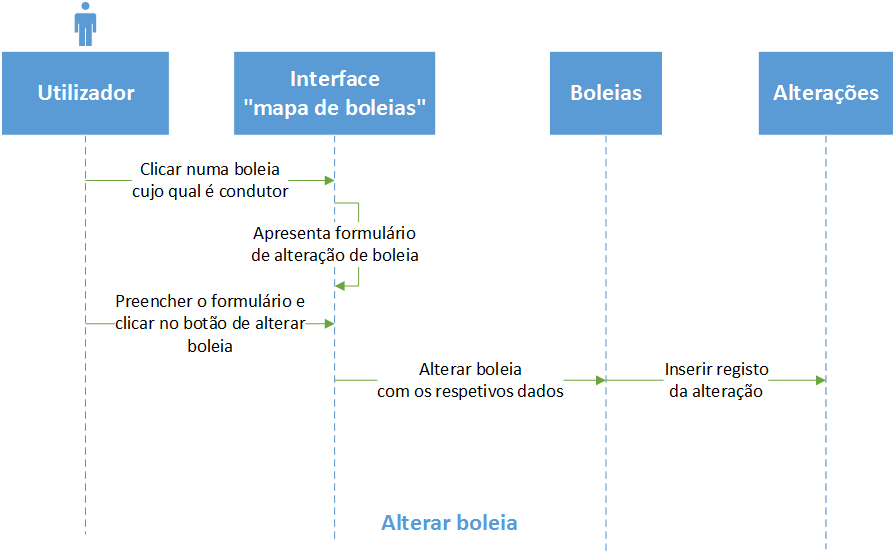 Utilizador
Interface
"mapa de boleias"
Boleias
Alterações
Clicar numa boleia
cujo qual é condutor
Apresenta formulário
de alteração de boleia
Preencher o formulário e
clicar no botão de alterar
boleia
Alterar boleia
com os respetivos dados
Inserir registo
da alteração
Alterar boleia